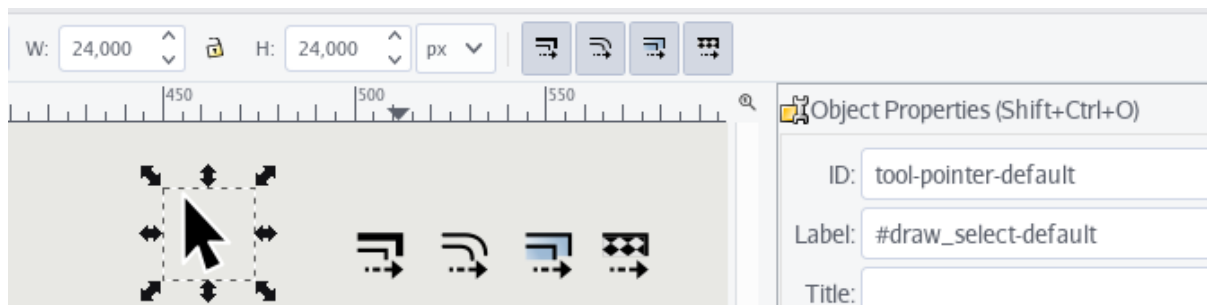 W: 24,000 H: 24,000 px
450 500 550
Object Properties (Shift+Ctrl+O)
ID: tool-pointer-default
Label: #draw_select-default
Title: